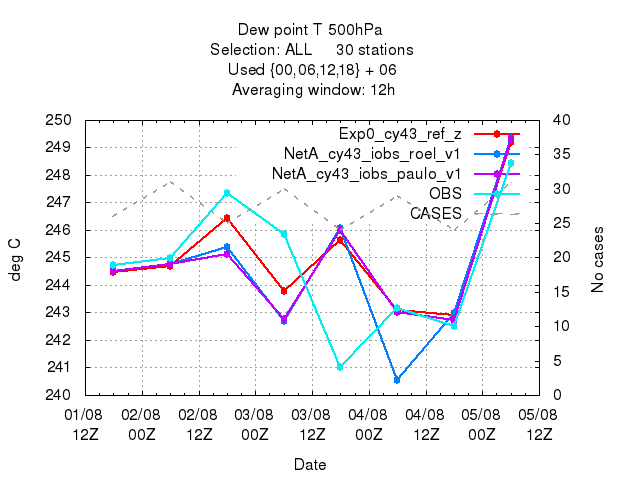 Dew point T 500hPa
Selection: ALL     30 stations
Used {00,06,12,18} + 06
Averaging window: 12h
250 40
249 Exp0_cy43_ref_z 35
248 NetA_cy43_iobs_roel_v1
NetA_cy43_iobs_paulo_v1
247 OBS 30
246 CASES 25
245 20
244 15
243 10
242
241 5
240 0
deg C
No cases
01/08 02/08 02/08 03/08 03/08 04/08 04/08 05/08 05/08
12Z 00Z 12Z 00Z 12Z 00Z 12Z 00Z 12Z
Date